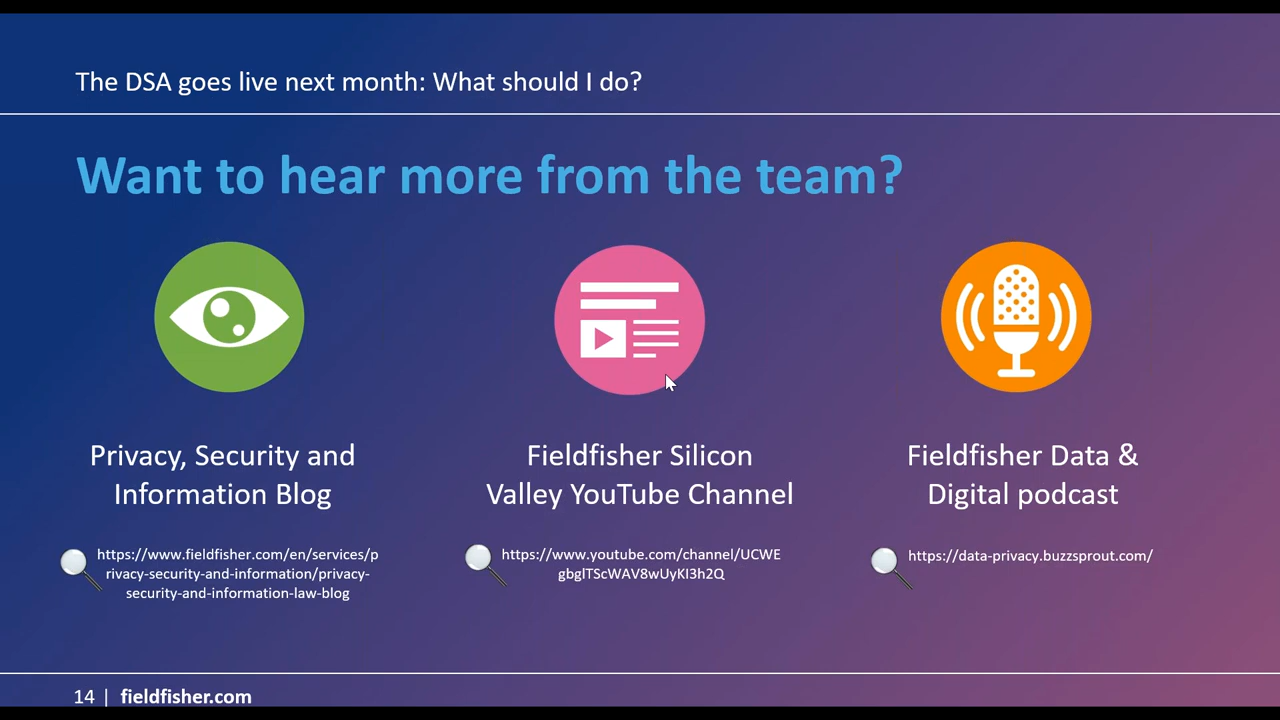 The DSA goes live next month: What should I do?
Want to hear more from the team?
Privacy, Security and
Information Blog
https://www.fieldfisher.com/en/services/p
rivacy-security-and-information/privacy-
security-and-information-law-blog
Fieldfisher Silicon
Valley YouTube Channel
https://www.youtube.com/channel/UCWE
gbglTScWAV8wUyKI3h2Q
Fieldfisher Data &
Digital podcast
https://data-privacy.buzzsprout.com/
14 | fieldfisher.com